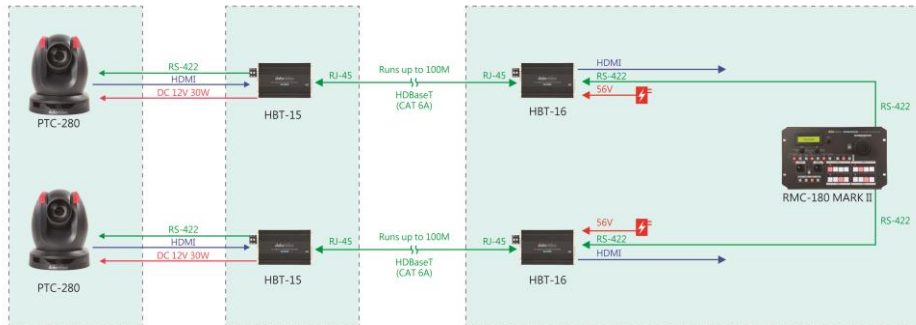 RS-422
HDMI
DC 12V 30W
PTC-280
HBT-15
RJ-45
Runs up to 100M
HDBaseT
(CAT 6A)
RJ-45
HBT-16
HDMI
RS-422
56V
RS-422
RMC-180 MARK II
RS-422
RS-422
HDMI
DC 12V 30W
PTC-280
HBT-15
RJ-45
Runs up to 100M
HDBaseT
(CAT 6A)
RJ-45
HBT-16
56V
RS-422
HDMI